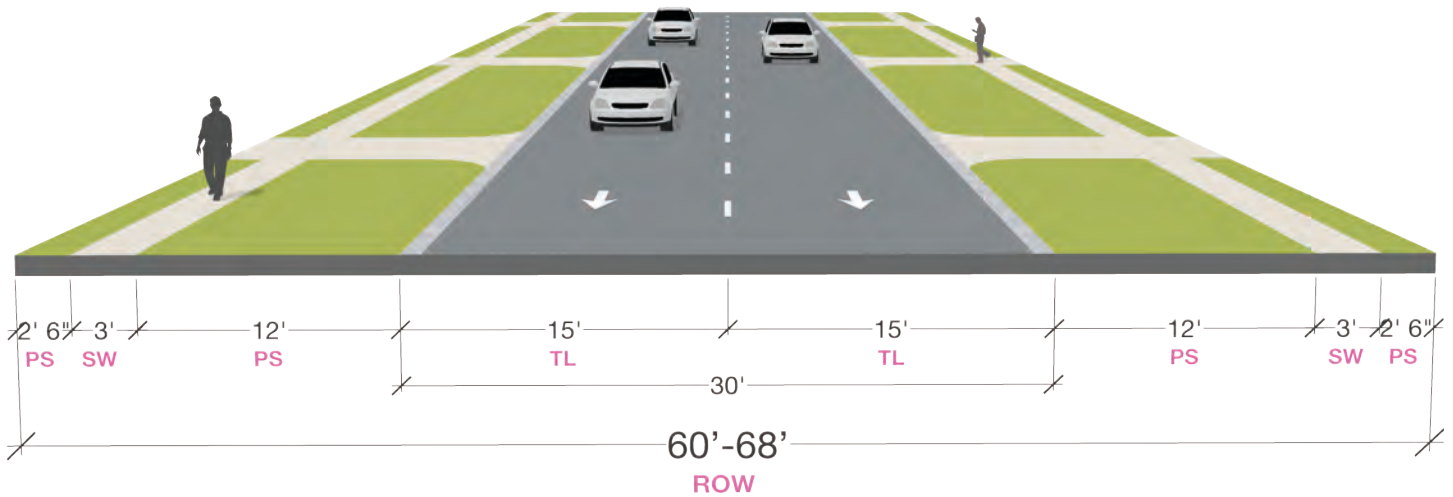 2' 6" 3' 12' 15' 15' 12' 3' 2' 6"
PS SW PS TL TL PS SW PS
30'
60’-68’
ROW